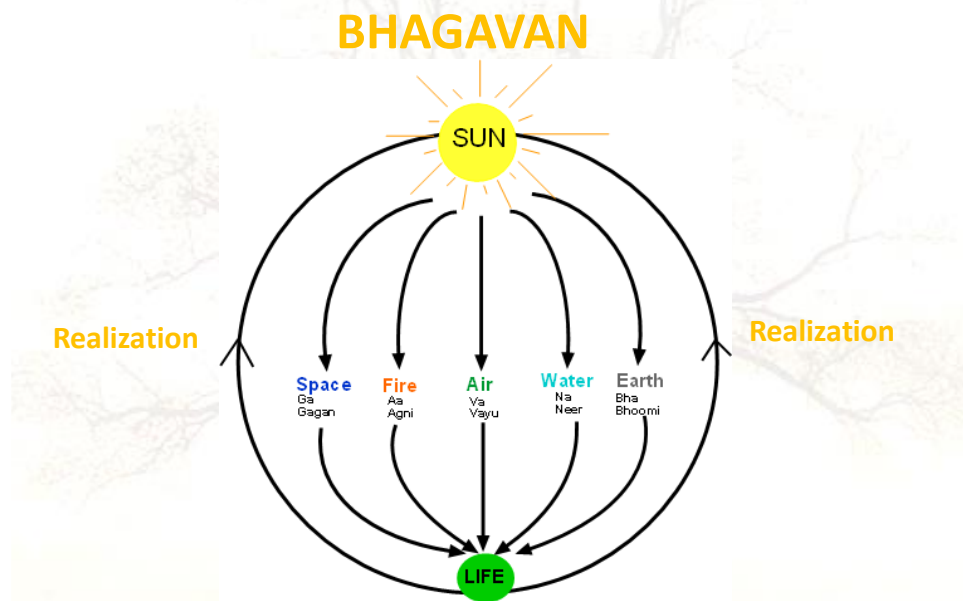 BHAGAVAN
SUN
Realization
Realization
Space
Ga
Gagan
Fire
Aa
Agni
Air
Va
Vayu
Water
Na
Neer
Earth
Bha
Bhoomi
LIFE